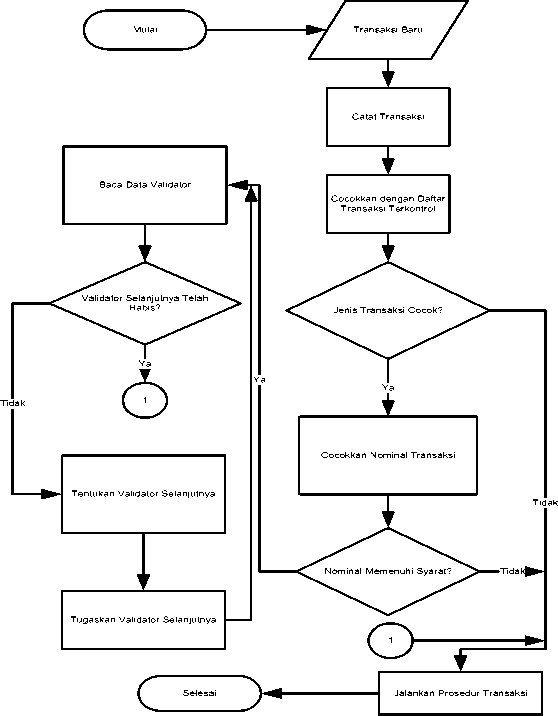 Mulai
Transaksi Baru
Catat Transaksi
Cocokkan dengan Daftar
Transaksi Terkontrol
Jenis Transaksi Cocok?
Ya
Tidak
Cocokkan Nominal Transaksi
Nominal Memenuhi Syarat?
Tidak
Ya
Baca Data Validator
Validator Selanjutnya Telah
Habis?
Ya
1
Tidak
Tentukan Validator Selanjutnya
Tugaskan Validator Selanjutnya
1
Jalankan Prosedur Transaksi
Selesai